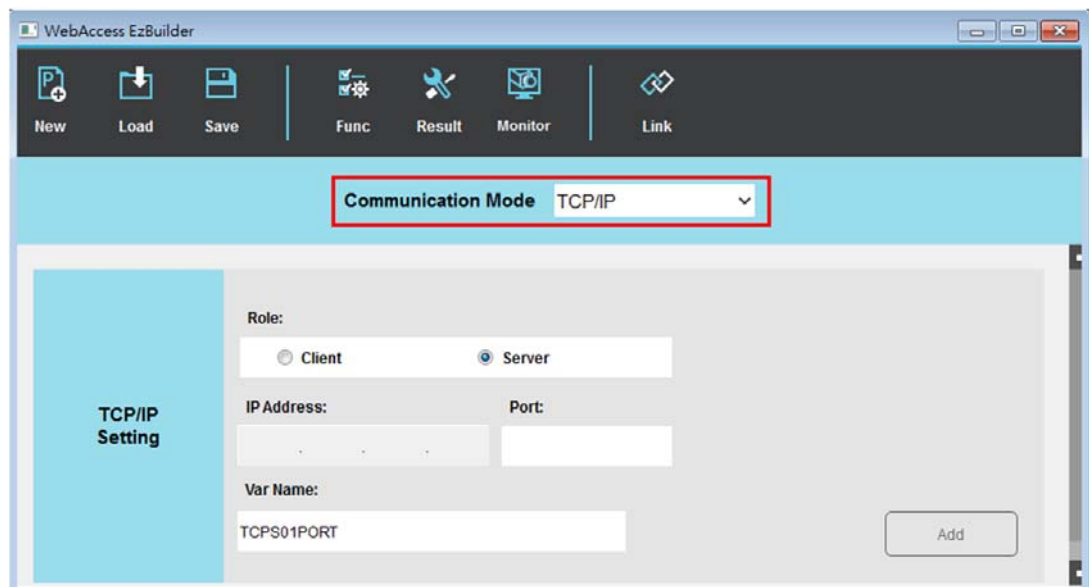 WebAccess EzBuilder
New Load Save Func Result Monitor Link
Communication Mode TCP/IP
Role:
Client Server
TCP/IP
Setting
IP Address: Port:
. . .
Var Name:
TCPS01PORT
Add